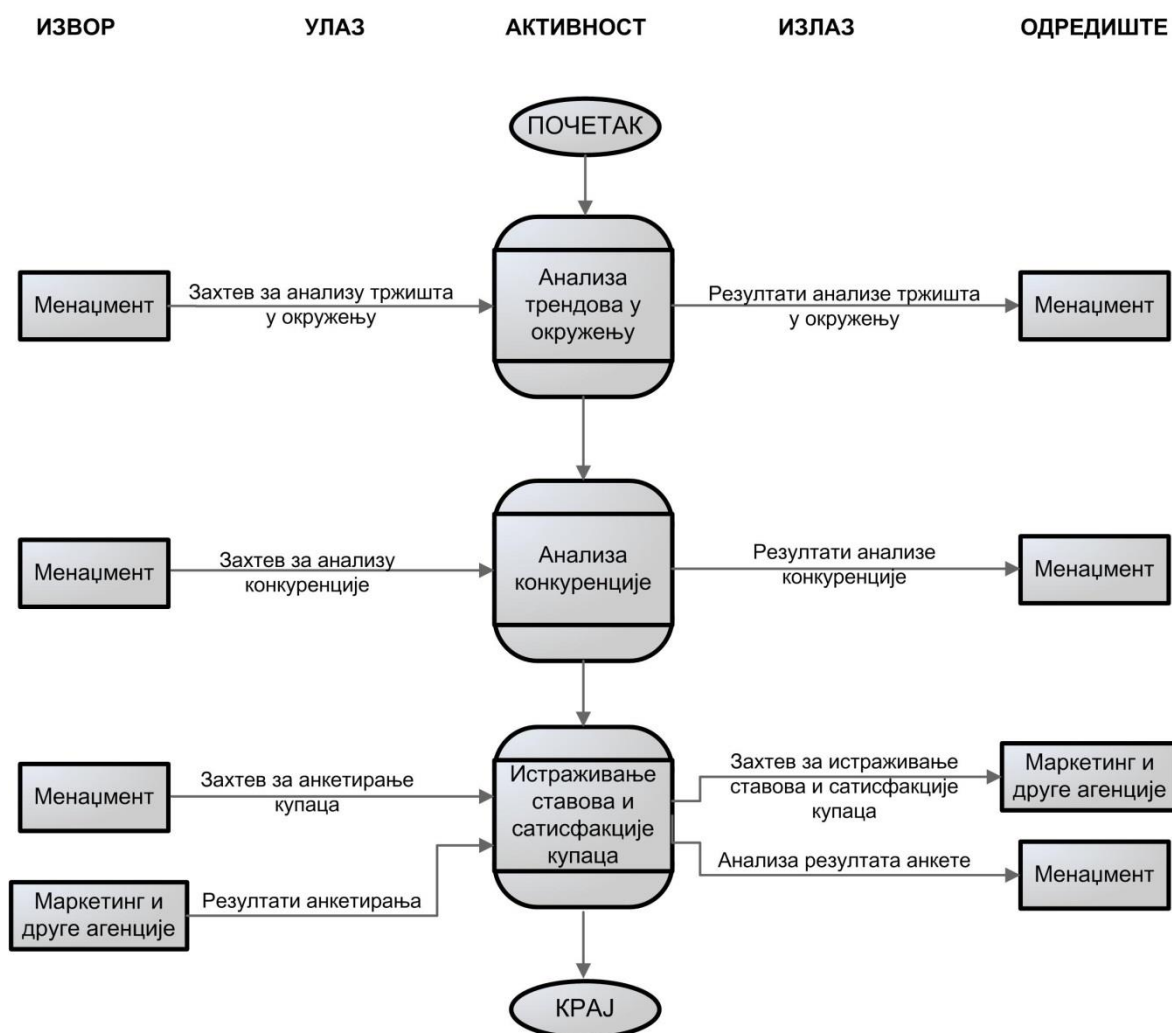 ИЗВОР УЛАЗ АКТИВНОСТ ИЗЛАЗ ОДРЕДИШТЕ
ПОЧЕТАК
Менаџмент
Захтев за анализу тржишта
у окружењу
Анализа
трендова у
окружењу
Резултати анализе тржишта
у окружењу
Менаџмент
Менаџмент
Захтев за анализу
конкуренције
Анализа
конкуренције
Резултати анализе
конкуренције
Менаџмент
Менаџмент
Захтев за анкетирање
купаца
Маркетинг и
друге агенције
Резултати анкетирања
Истраживање
ставова и
сатисфакције
купаца
Захтев за истраживање
ставова и сатисфакције
купаца
Маркетинг и
друге агенције
Анализа резултата анкете
Менаџмент
КРАЈ